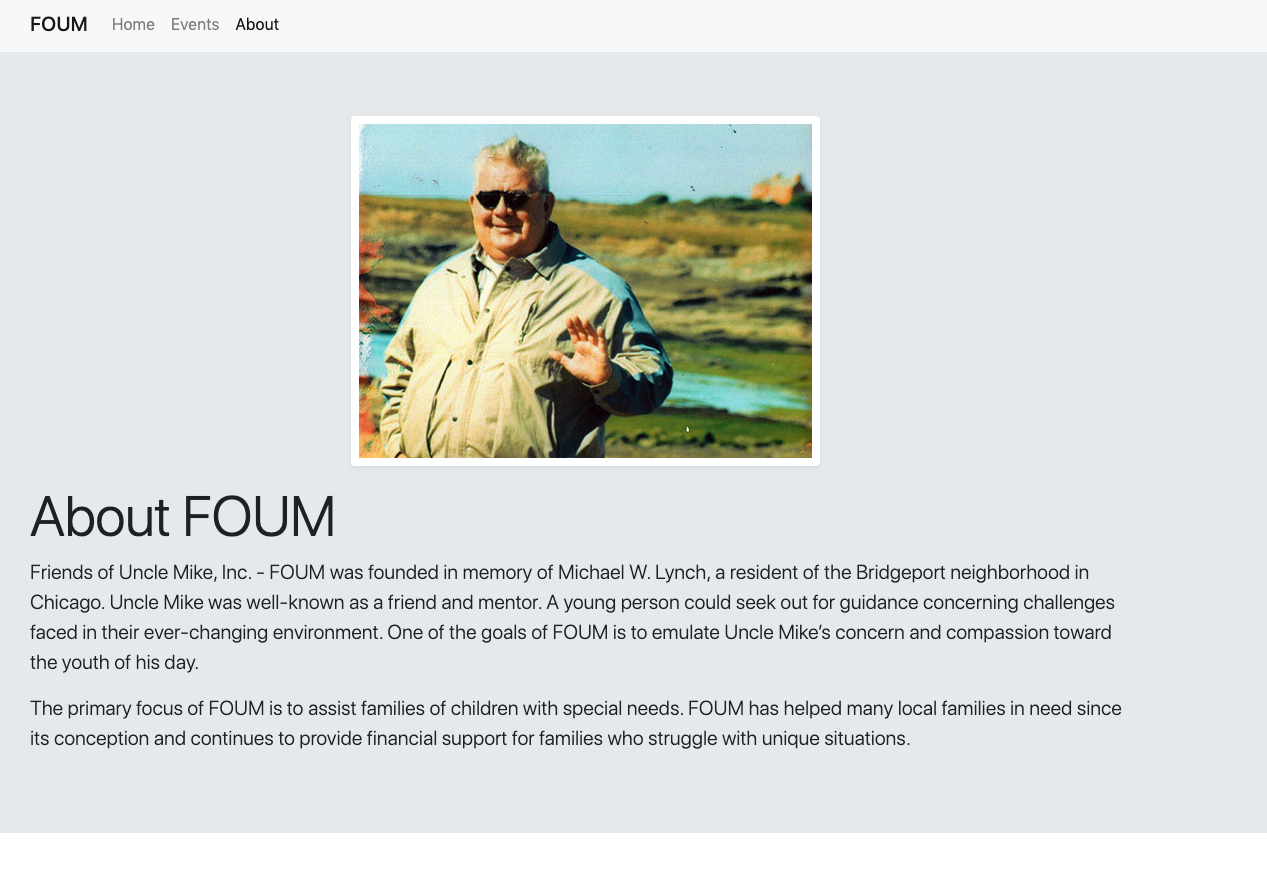 FOUM Home Events About
About FOUM
Friends of Uncle Mike, Inc. - FOUM was founded in memory of Michael W. Lynch, a resident of the Bridgeport neighborhood in
Chicago. Uncle Mike was well-known as a friend and mentor. A young person could seek out for guidance concerning challenges
faced in their ever-changing environment. One of the goals of FOUM is to emulate Uncle Mike’s concern and compassion toward
the youth of his day.
The primary focus of FOUM is to assist families of children with special needs. FOUM has helped many local families in need since
its conception and continues to provide financial support for families who struggle with unique situations.